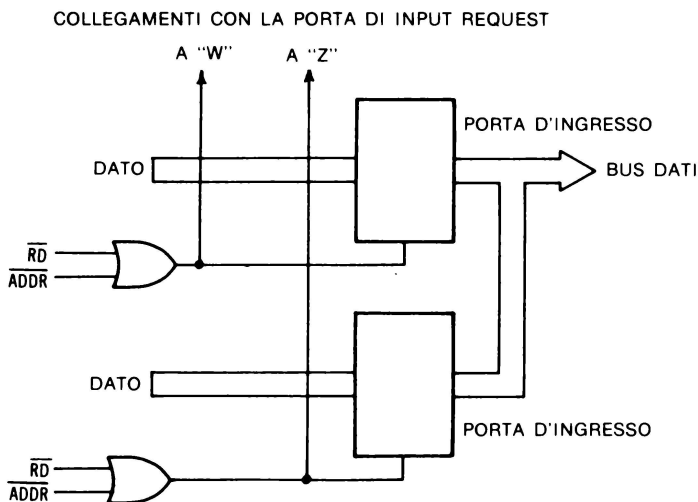 COLLEGAMENTI CON LA PORTA DI INPUT REQUEST
A "W"
A "Z"
PORTA D'INGRESSO
DATO
BUS DATI
RD
ADDR
DATO
PORTA D'INGRESSO
RD
ADDR